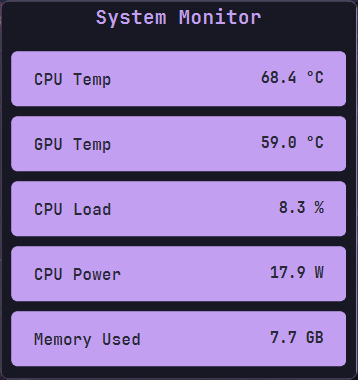 System Monitor
CPU Temp 68.4 °C
GPU Temp 59.0 °C
CPU Load 8.3 %
CPU Power 17.9 W
Memory Used 7.7 GB